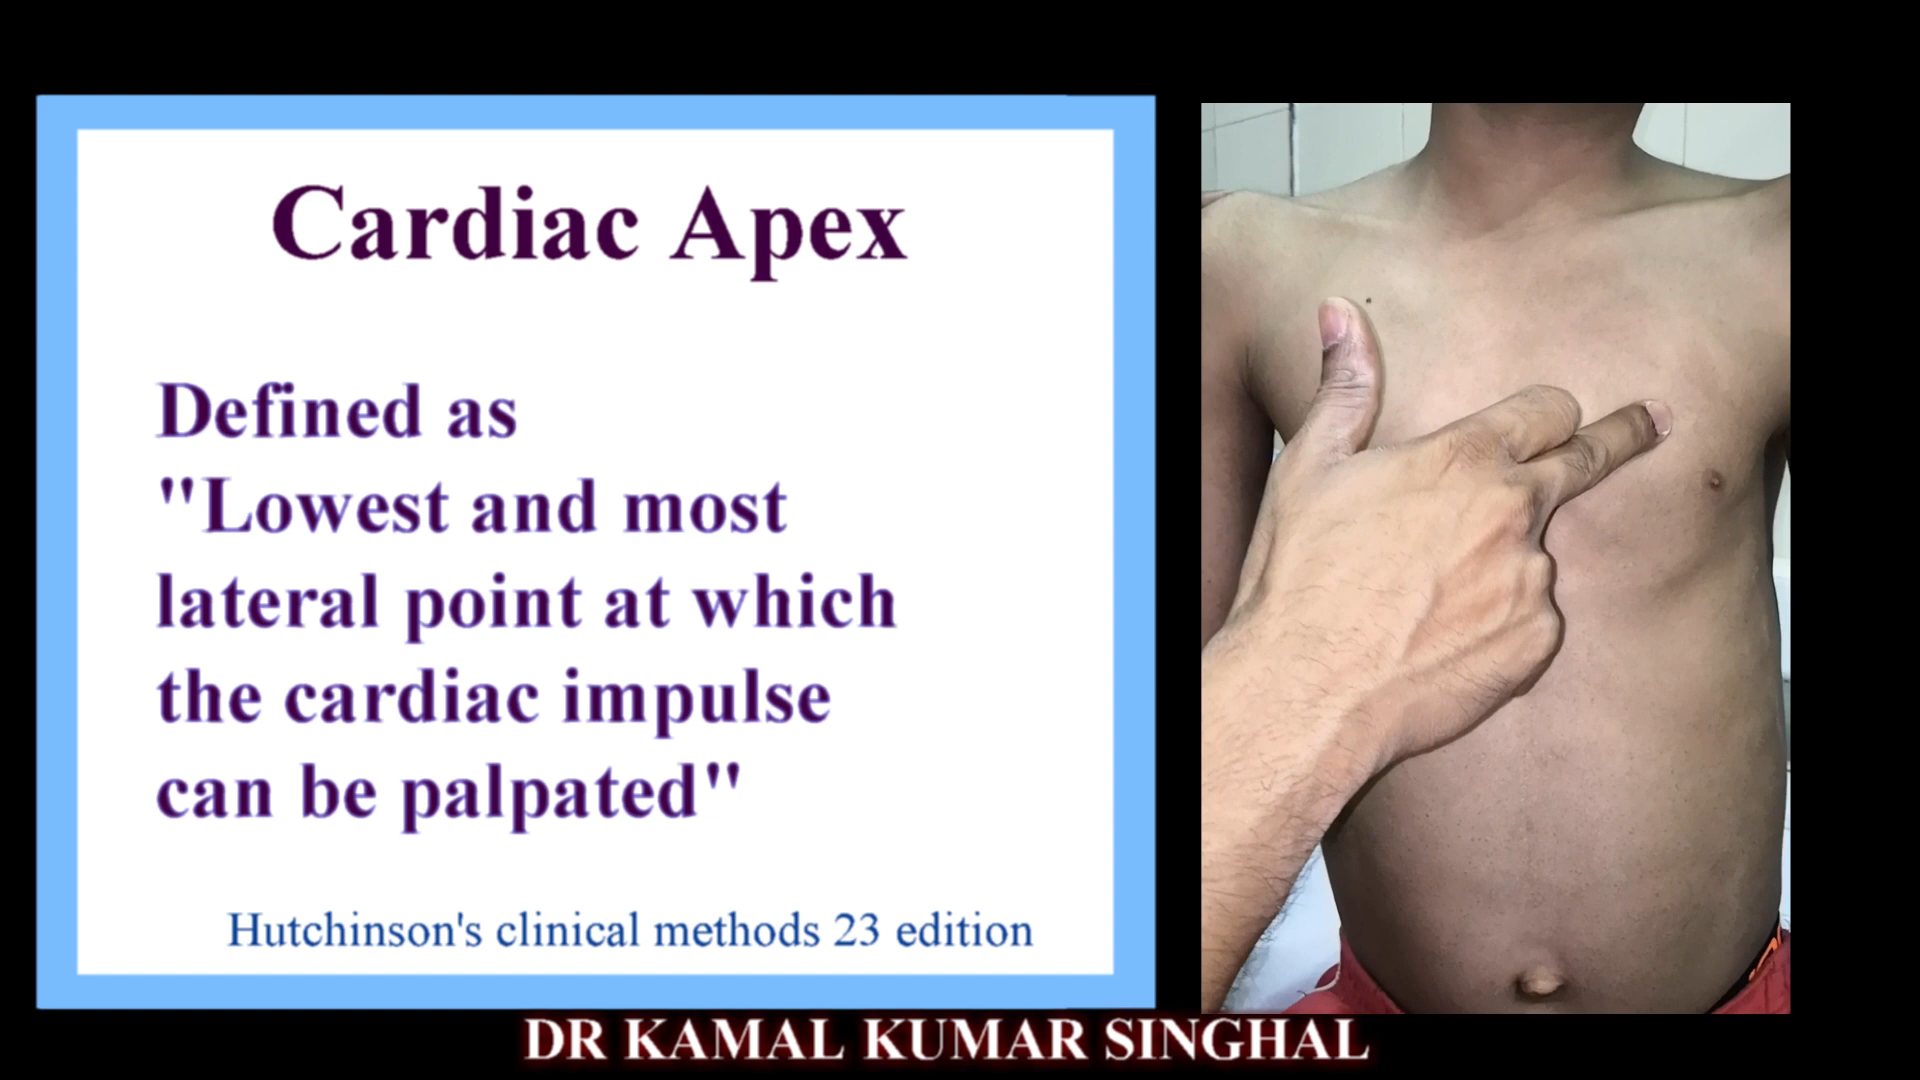 Cardiac Apex
Defined as
"Lowest and most
lateral point at which
the cardiac impulse
can be palpated"
Hutchinson's clinical methods 23 edition
DR KAMAL KUMAR SINGHAL